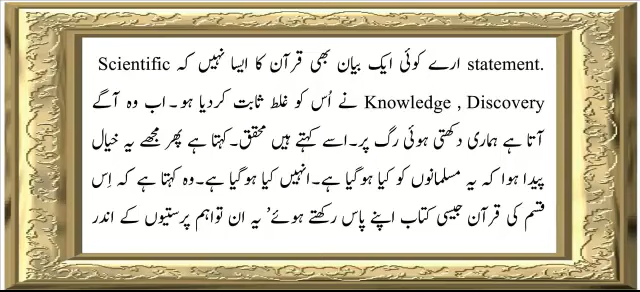 statement. ارے کوئی ایک بیان بھی قرآن کا ایسا نہیں کہ Scientific
Knowledge , Discovery نے اُس کو غلط ثابت کردیا ہو۔ اب وہ آگے
آتا ہے ہماری دکھتی ہوئی رگ پر۔اسے کہتے ہیں محقق۔کہتا ہے پھر مجھے یہ خیال
پیدا ہوا کہ یہ مسلمانوں کو کیا ہوگیا ہے۔انہیں کیا ہوگیا ہے۔وہ کہتا ہے کہ اِس
قسم کی قرآن جیسی کتاب اپنے پاس رکھتے ہوئے’ یہ ان تواہم پرستیوں کے اندر